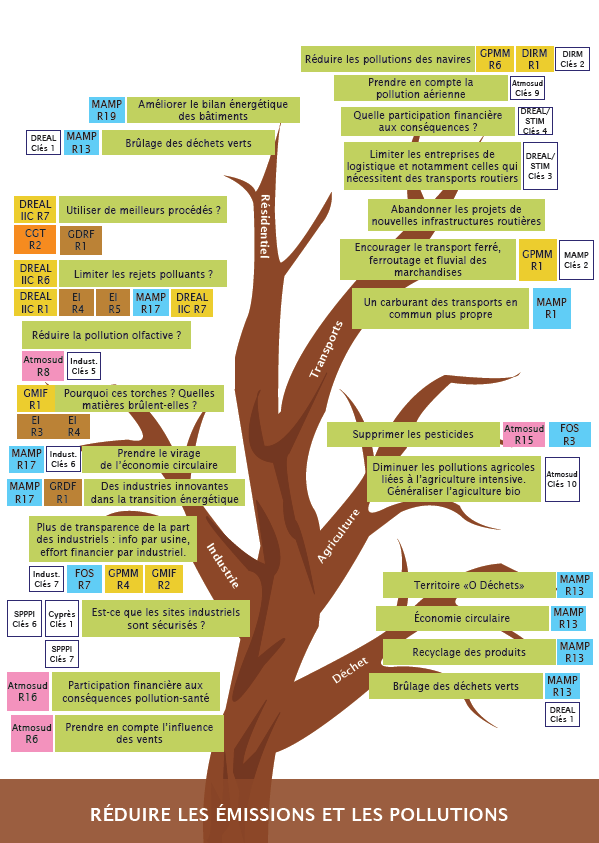 Réduire les pollutions des navires
GPMM
R6
DIRM
R1
DIRM
Clés 2
Prendre en compte la
pollution aérienne
Atmosud
Clés 9
Quelle participation financière
aux conséquences ?
DREAL/
STIM
Clés 4
Limiter les entreprises de
logistique et notamment celles qui
nécessitent des transports routiers
DREAL/
STIM
Clés 3
Abandonner les projets de
nouvelles infrastructures routières
Encourager le transport ferré,
ferroutage et fluvial des
marchandises
GPMM
R1
MAMP
Clés 2
Un carburant des transports en
commun plus propre
MAMP
R1
Transports
MAMP
R19
Améliorer le bilan énergétique
des bâtiments
DREAL
Clés 1
MAMP
R13
Brûlage des déchets verts
Résidentiel
DREAL
IIC R7
Utiliser de meilleurs procédés ?
CGT
R2
GDRF
R1
DREAL
IIC R6
Limiter les rejets polluants ?
DREAL
IIC R1
EI
R4
EI
R5
MAMP
R17
DREAL
IIC R7
Réduire la pollution olfactive ?
Atmosud
R8
Indust.
Clés 5
GMIF
R1
Pourquoi ces torches ? Quelles
matières brûlent-elles ?
EI
R3
EI
R4
MAMP
R17
Indust.
Clés 6
Prendre le virage
de l'économie circulaire
MAMP
R17
GRDF
R1
Des industries innovantes
dans la transition énergétique
Plus de transparence de la part
des industriels : info par usine,
effort financier par industriel.
Indust.
Clés 7
FOS
R7
GPMM
R4
GMIF
R2
SPPPI
Clés 6
Cyprès
Clés 1
Est-ce que les sites industriels
sont sécurisés ?
SPPPI
Clés 7
Atmosud
R16
Participation financière aux
conséquences pollution-santé
Atmosud
R6
Prendre en compte l'influence
des vents
Industrie
Supprimer les pesticides
Atmosud
R15
FOS
R3
Diminuer les pollutions agricoles
liées à l'agriculture intensive.
Généraliser l'agiculture bio
Atmosud
Clés 10
Agriculture
Territoire «O Déchets»
MAMP
R13
Économie circulaire
MAMP
R13
Recyclage des produits
MAMP
R13
Brûlage des déchets verts
MAMP
R13
DREAL
Clés 1
Déchet
RÉDUIRE LES ÉMISSIONS ET LES POLLUTIONS